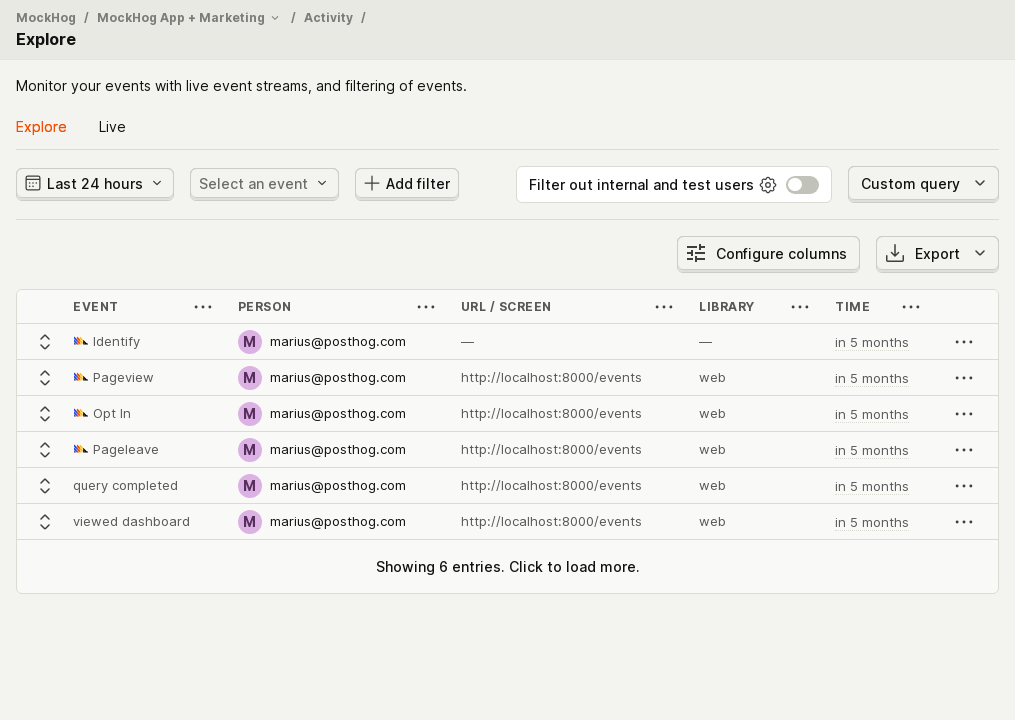 MockHog / MockHog App + Marketing / Activity /
Explore
Monitor your events with live event streams, and filtering of events.
Explore Live
Last 24 hours Select an event Add filter Filter out internal and test users Custom query
Configure columns Export
EVENT PERSON URL / SCREEN LIBRARY TIME
Identify M marius@posthog.com — — in 5 months
Pageview M marius@posthog.com http://localhost:8000/events web in 5 months
Opt In M marius@posthog.com http://localhost:8000/events web in 5 months
Pageleave M marius@posthog.com http://localhost:8000/events web in 5 months
query completed M marius@posthog.com http://localhost:8000/events web in 5 months
viewed dashboard M marius@posthog.com http://localhost:8000/events web in 5 months
Showing 6 entries. Click to load more.